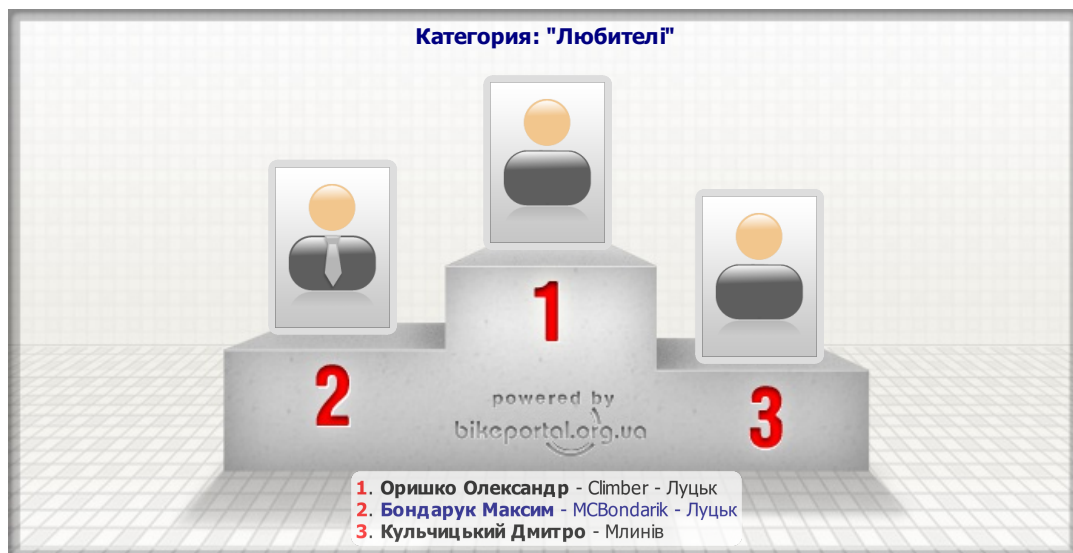 Категория: "Любителі"
1
2
3
powered by
bikeportal.org.ua
1. Оришко Олександр - Climber - Луцьк
2. Бондарук Максим - MCBondarik - Луцьк
3. Кульчицький Дмитро - Млинів